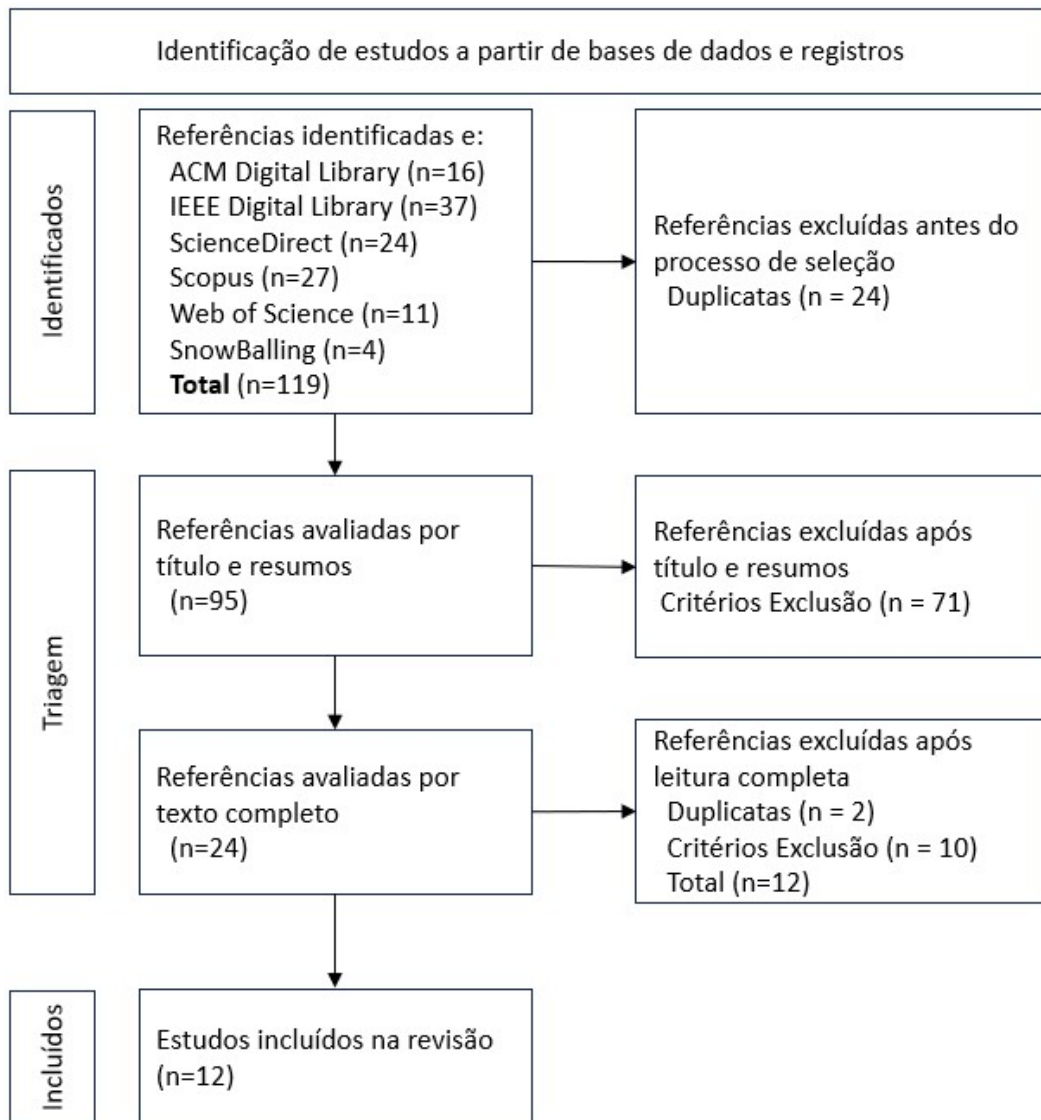 Identificação de estudos a partir de bases de dados e registros
Identificados
Referências identificadas e:
ACM Digital Library (n=16)
IEEE Digital Library (n=37)
ScienceDirect (n=24)
Scopus (n=27)
Web of Science (n=11)
SnowBalling (n=4)
Total (n=119)
Referências excluídas antes do
processo de seleção
Duplicatas (n = 24)
Triagem
Referências avaliadas por
título e resumos
(n=95)
Referências excluídas após
título e resumos
Critérios Exclusão (n = 71)
Referências avaliadas por
texto completo
(n=24)
Referências excluídas após
leitura completa
Duplicatas (n = 2)
Critérios Exclusão (n = 10)
Total (n=12)
Incluídos
Estudos incluídos na revisão
(n=12)